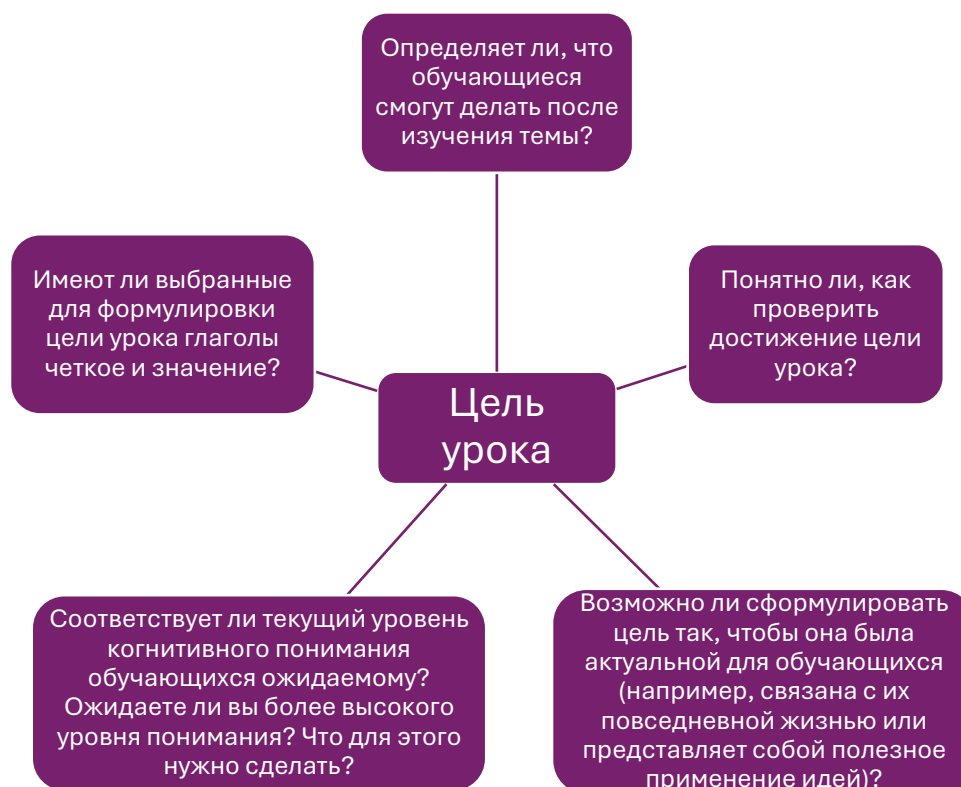 Определяет ли, что
обучающиеся
смогут делать после
изучения темы?
Имеют ли выбранные
для формулировки
цели урока глаголы
четкое и значение?
Понятно ли, как
проверить
достижение цели
урока?
Цель
урока
Соответствует ли текущий уровень
когнитивного понимания
обучающихся ожидаемому?
Ожидаете ли вы более высокого
уровня понимания? Что для этого
нужно сделать?
Возможно ли сформулировать
цель так, чтобы она была
актуальной для обучающихся
(например, связана с их
повседневной жизнью или
представляет собой полезное
применение идей)?